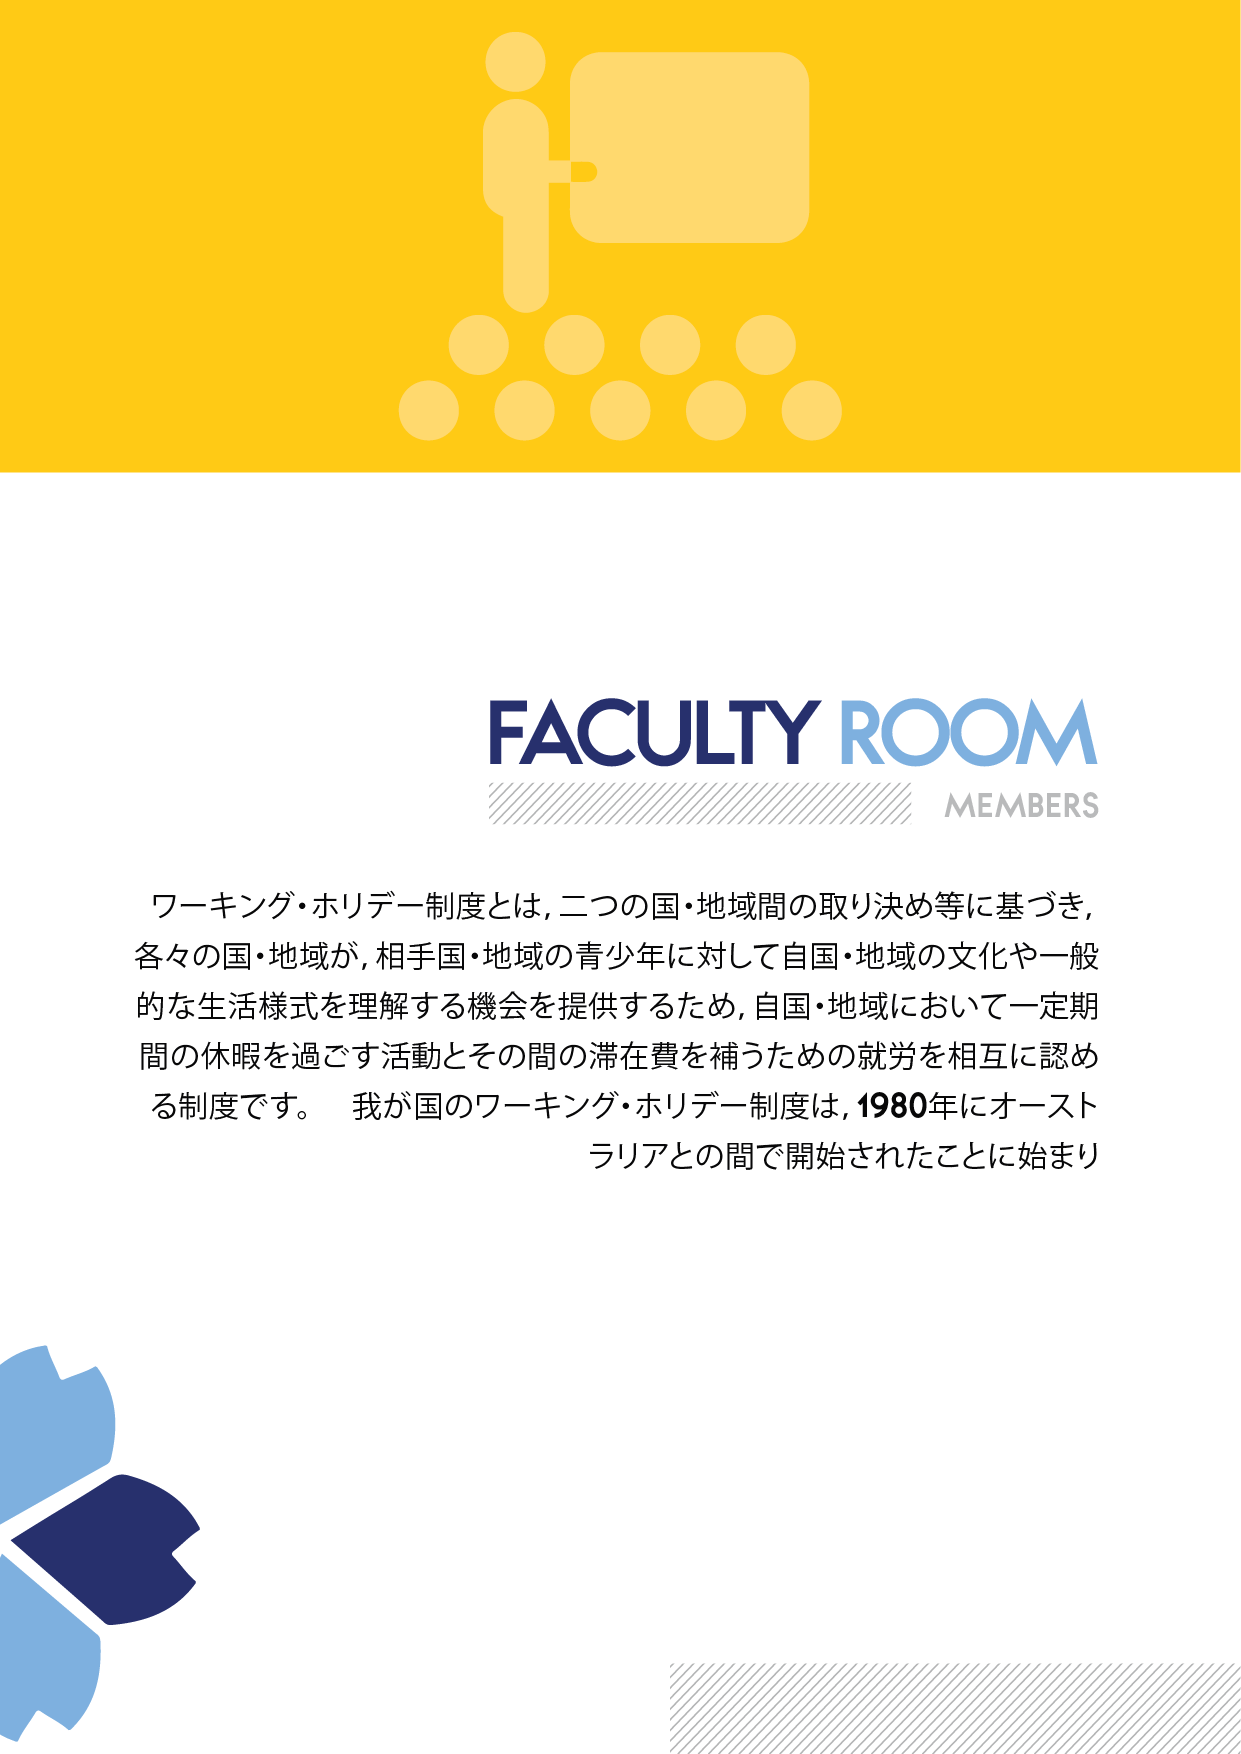 FACULTY ROOM
MEMBERS
ワーキング・ホリデー制度とは, 二つの国・地域間の取り決め等に基づき,
各々の国・地域が, 相手国・地域の青少年に対して自国・地域の文化や一般
的な生活様式を理解する機会を提供するため, 自国・地域において一定期
間の休暇を過ごす活動とその間の滞在費を補うための就労を相互に認め
る制度です。　我が国のワーキング・ホリデー制度は, 1980年にオースト
ラリアとの間で開始されたことに始まり